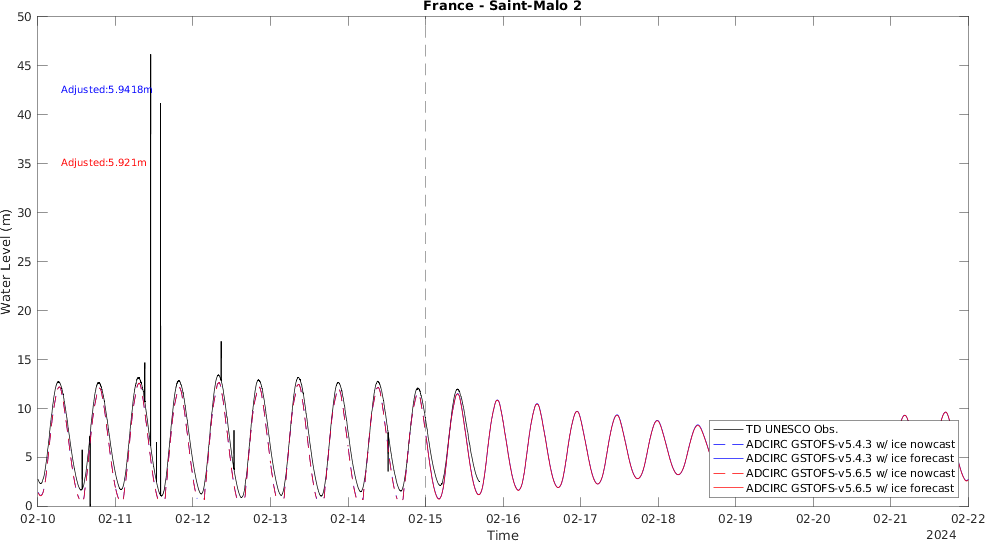 France - Saint-Malo 2
50
45
40
35
30
25
20
15
10
5
0
Water Level (m)
Adjusted:5.9418m
Adjusted:5.921m
TD UNESCO Obs.
ADCIRC GSTOFS-v5.4.3 w/ ice nowcast
ADCIRC GSTOFS-v5.4.3 w/ ice forecast
ADCIRC GSTOFS-v5.6.5 w/ ice nowcast
ADCIRC GSTOFS-v5.6.5 w/ ice forecast
02-10 02-11 02-12 02-13 02-14 02-15 02-16 02-17 02-18 02-19 02-20 02-21 02-22
Time
2024